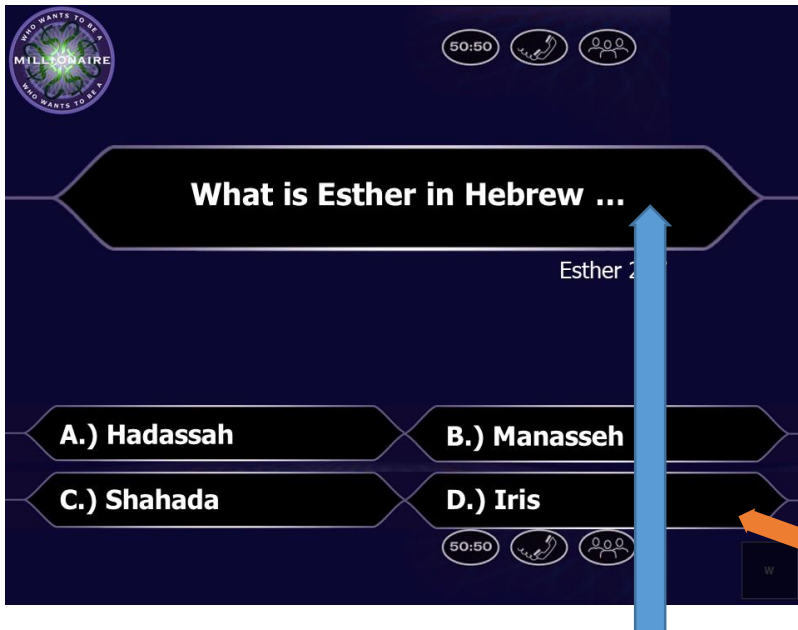 WHO WANTS TO BE A
MILLIONAIRE
WHO WANTS TO BE A
50:50
What is Esther in Hebrew ...
Esther
A.) Hadassah
B.) Manasseh
C.) Shahada
D.) Iris
50:50
W